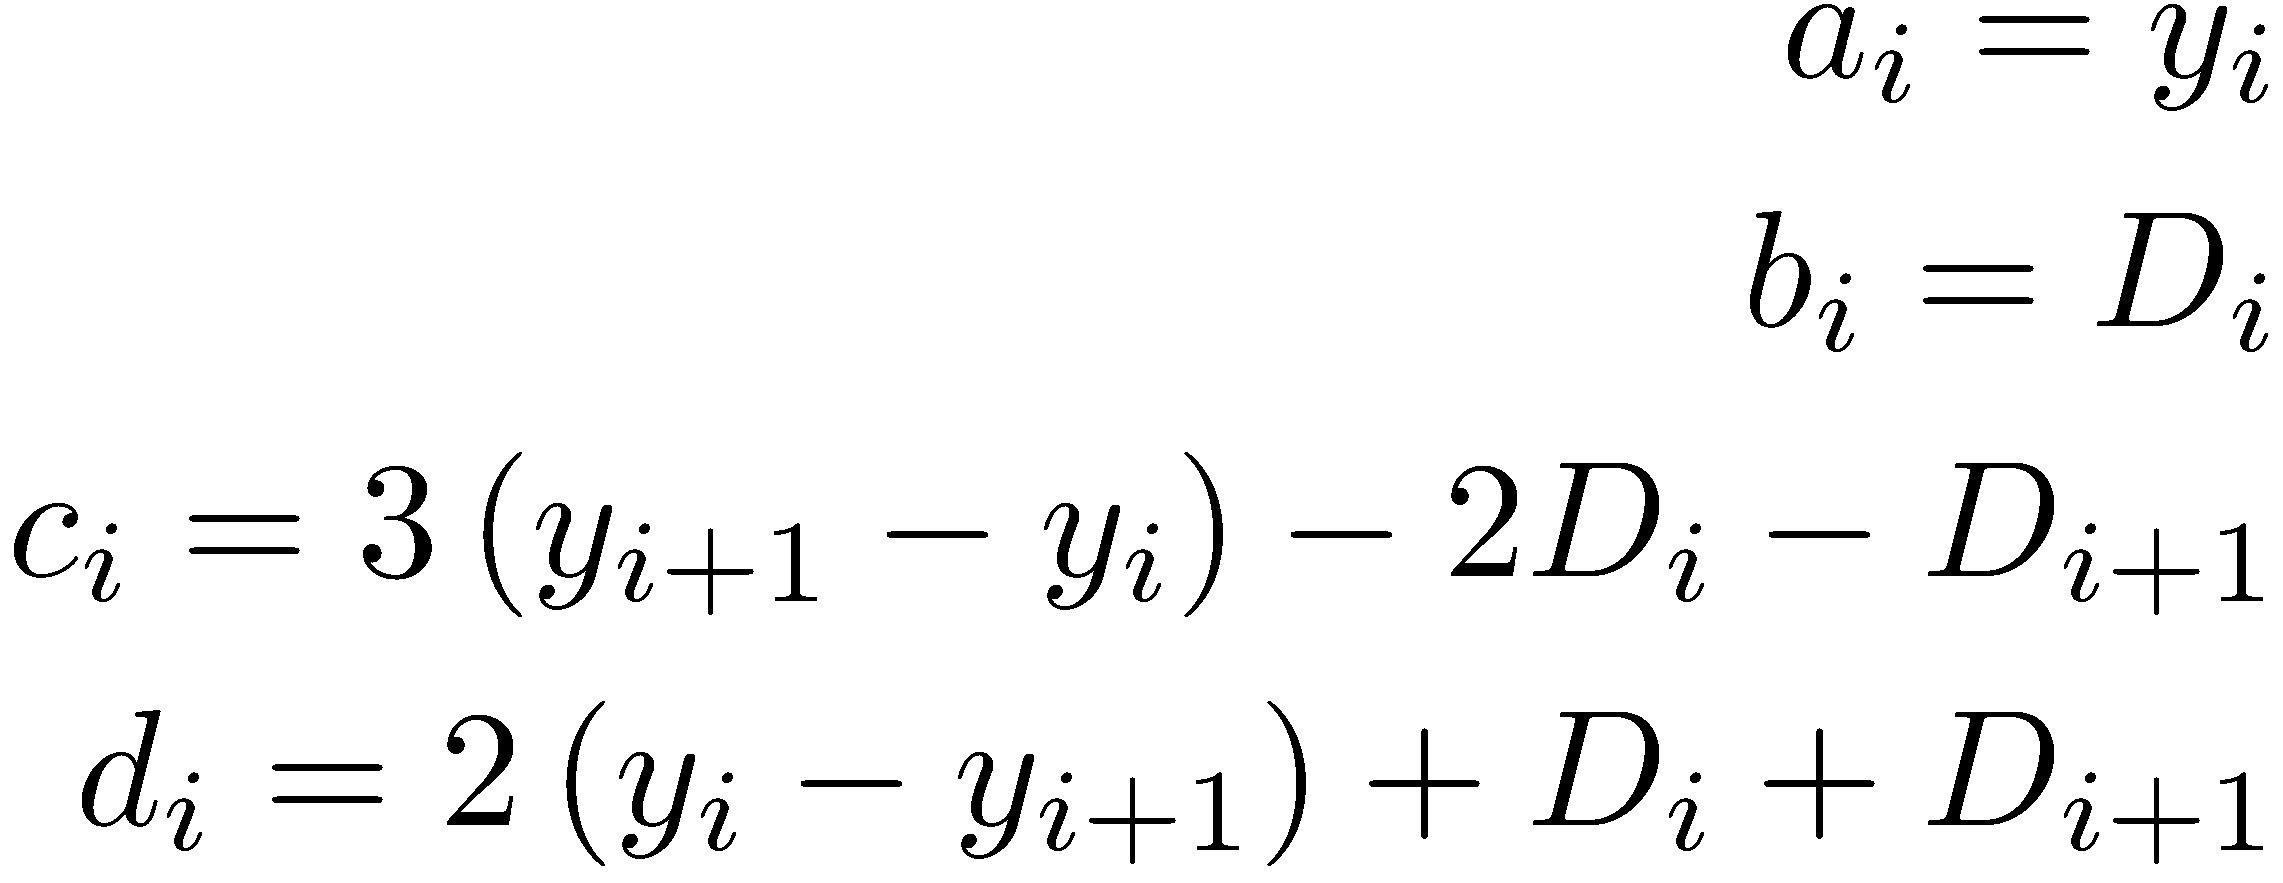 a_i = y_i
b_i = D_i
c_i = 3 (y_{i+1} − y_i) − 2D_i − D_{i+1}
d_i = 2 (y_i − y_{i+1}) + D_i + D_{i+1}